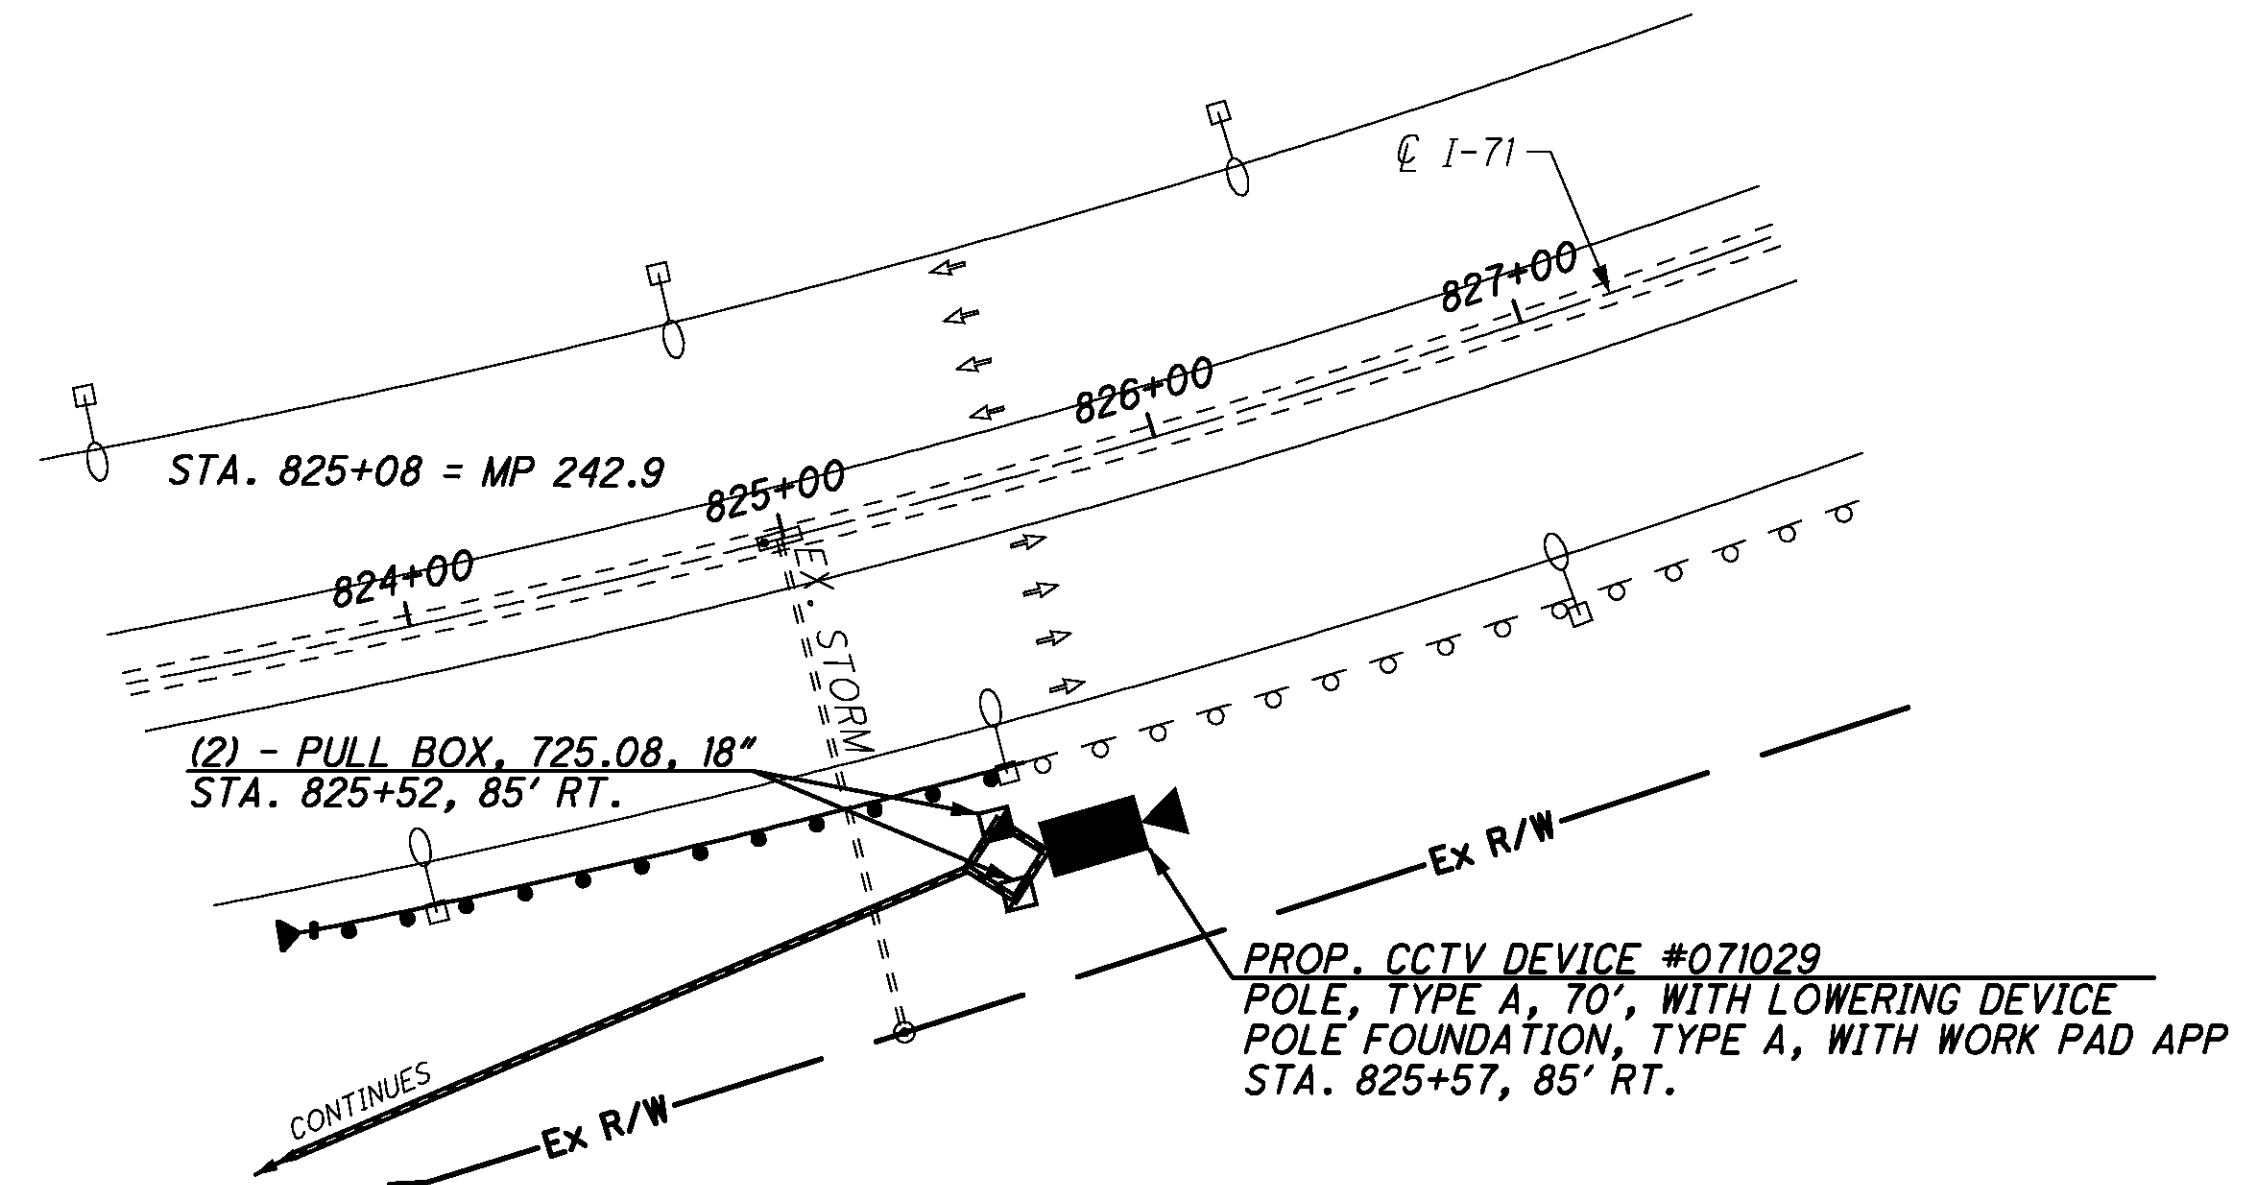 ℄ I-71
827+00
826+00
825+00
824+00
STA. 825+08 = MP 242.9
EX. STORM
(2) - PULL BOX, 725.08, 18"
STA. 825+52, 85' RT.
Ex R/W
PROP. CCTV DEVICE #071029
POLE, TYPE A, 70', WITH LOWERING DEVICE
POLE FOUNDATION, TYPE A, WITH WORK PAD APP
STA. 825+57, 85' RT.
CONTINUES
Ex R/W